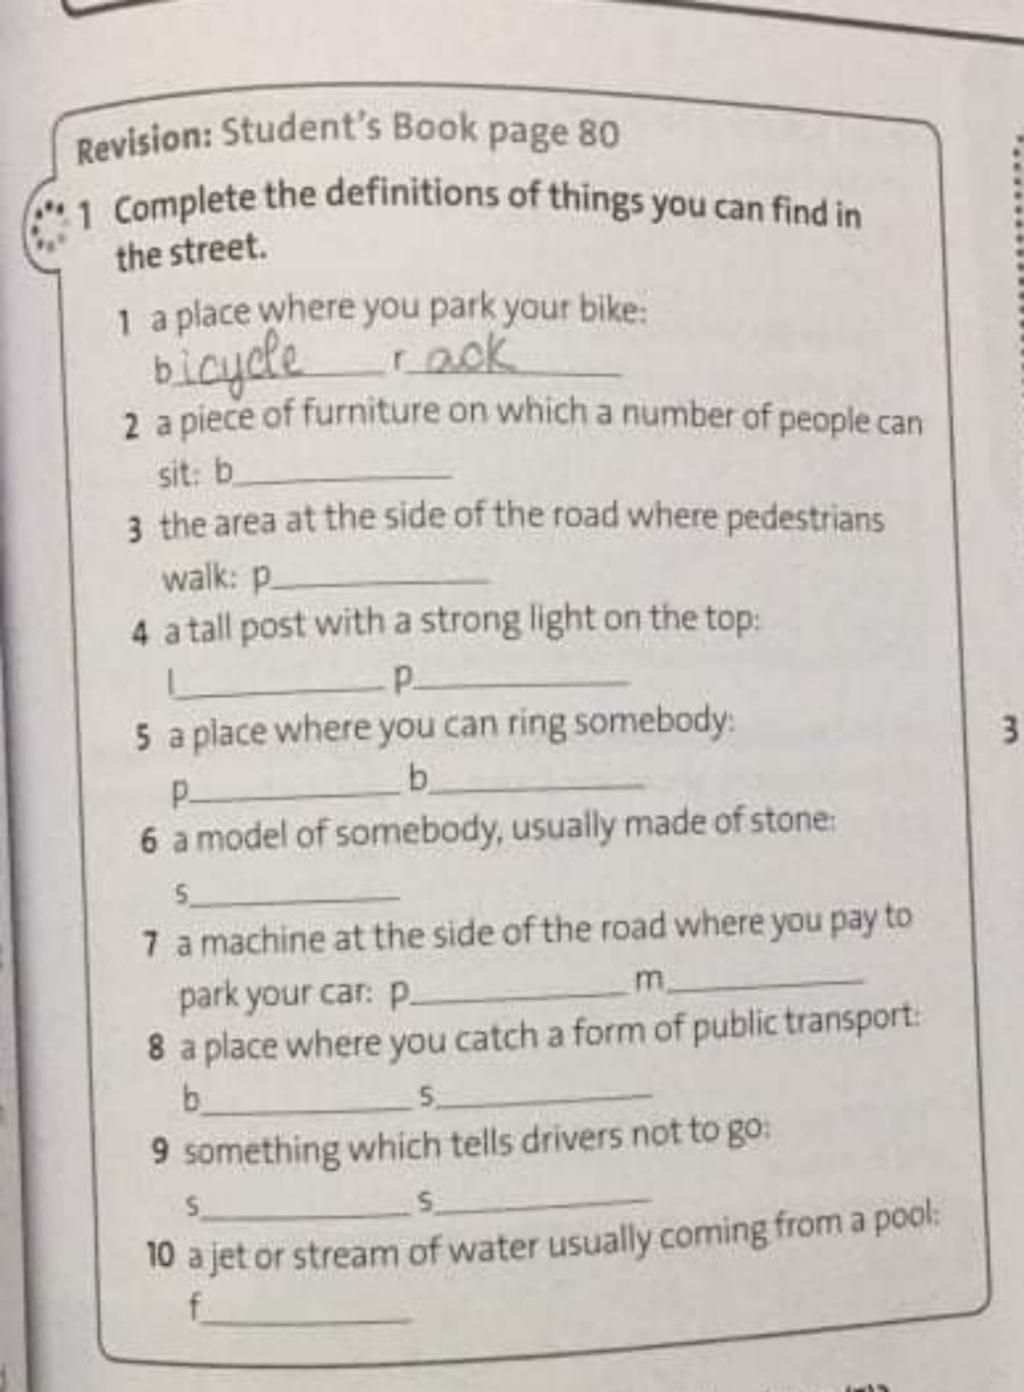 Revision: Student's Book page 80
1 Complete the definitions of things you can find in
the street.
1 a place where you park your bike:
bicycle r ack
2 a piece of furniture on which a number of people can
sit: b
3 the area at the side of the road where pedestrians
walk: p
4 a tall post with a strong light on the top:
l p
5 a place where you can ring somebody:
p b
6 a model of somebody, usually made of stone:
s
7 a machine at the side of the road where you pay to
park your car: p m
8 a place where you catch a form of public transport:
b s
9 something which tells drivers not to go:
s s
10 a jet or stream of water usually coming from a pool:
f
3